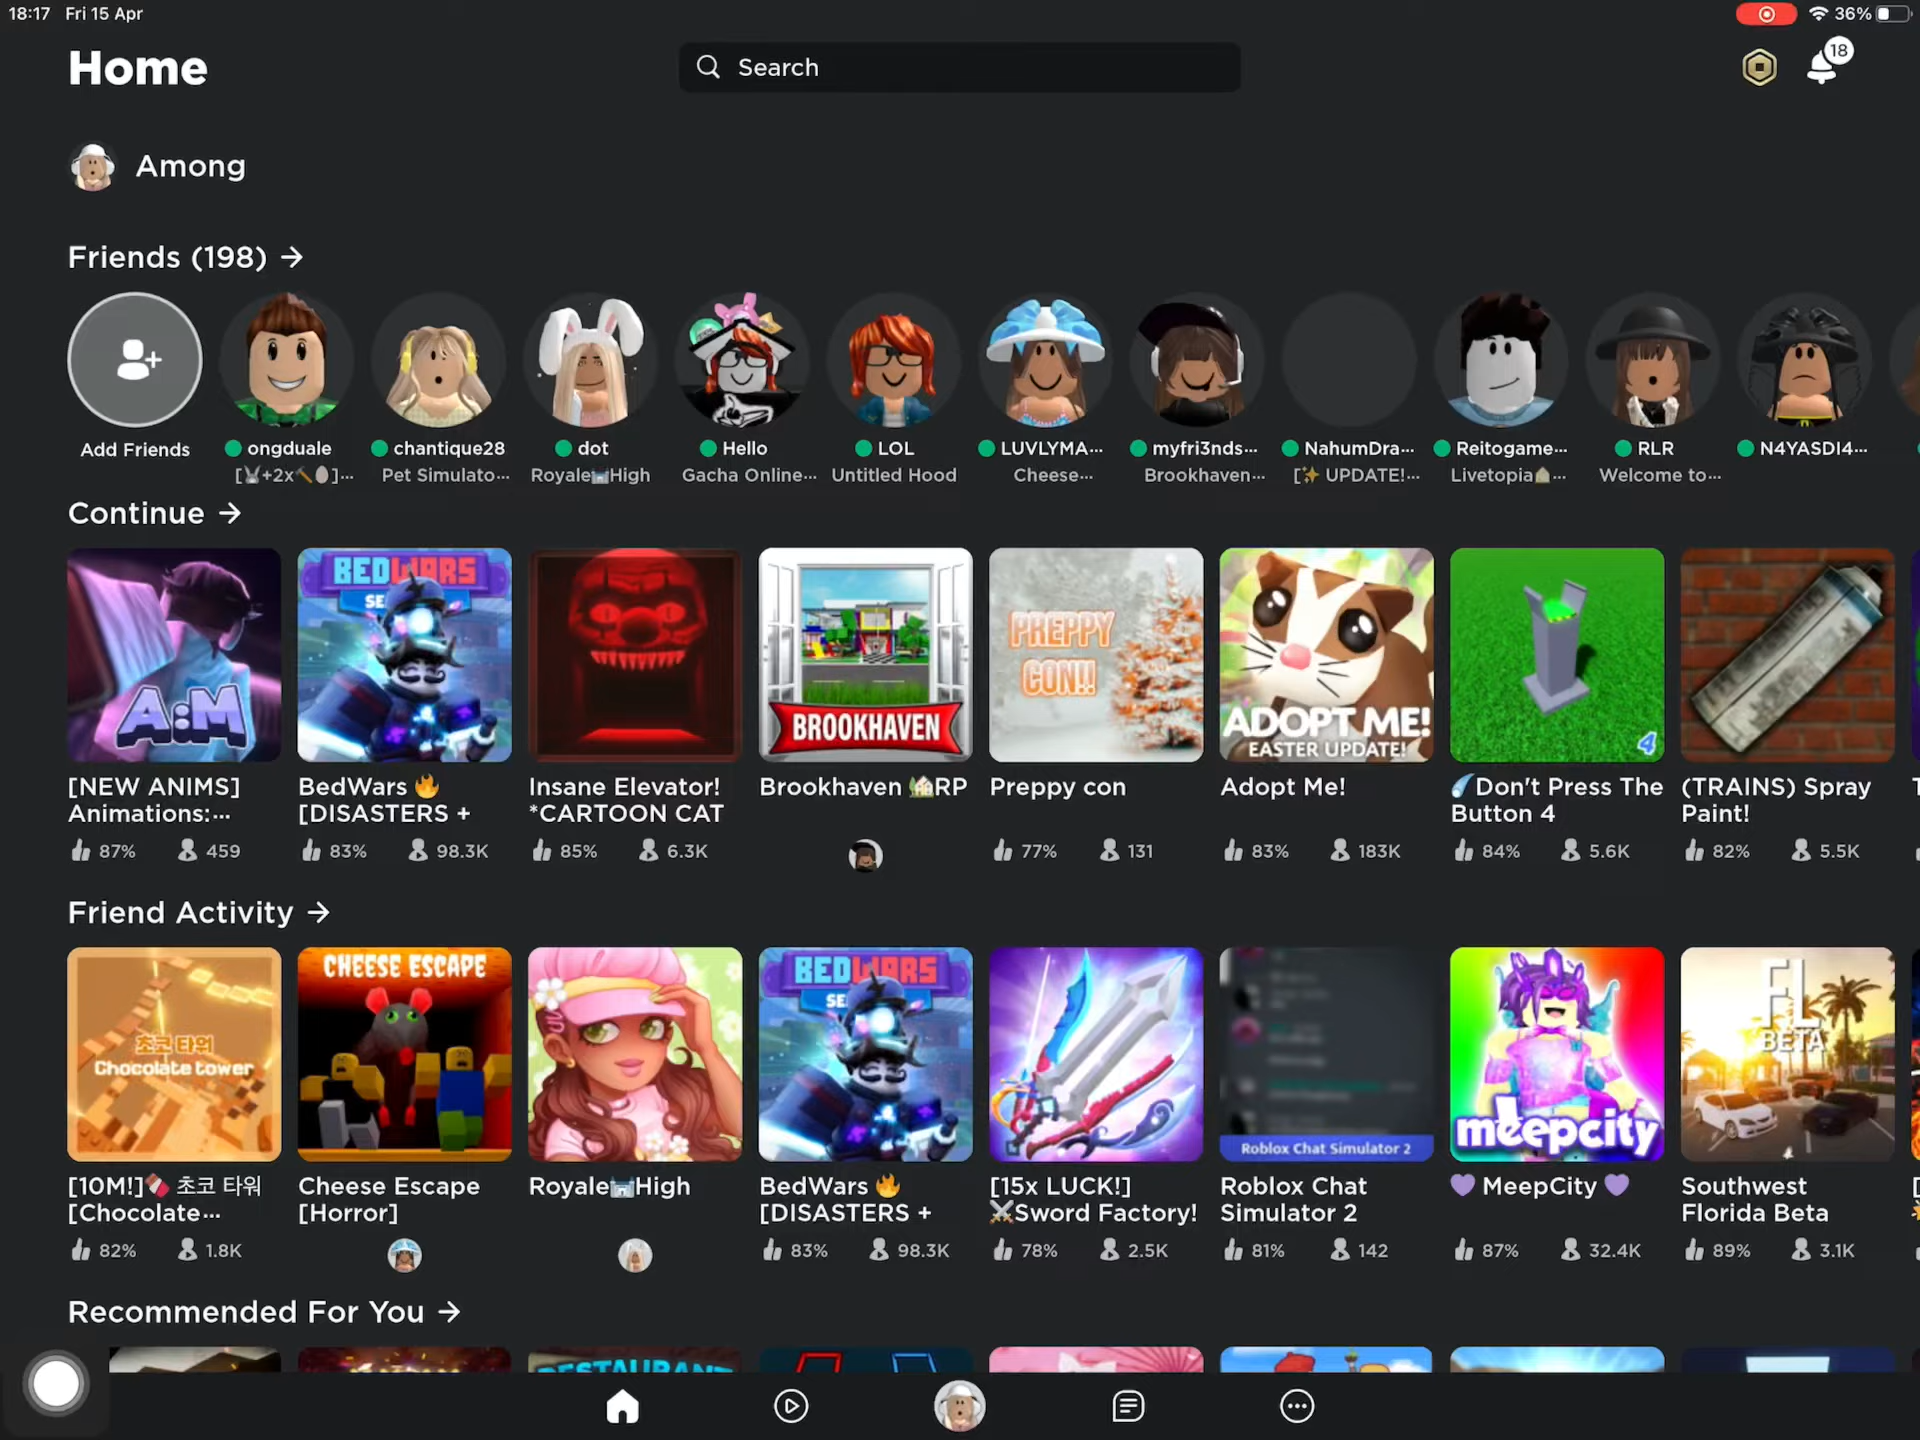 18:17 Fri 15 Apr
36%
Home
Search
18
Among
Friends (198)
Add Friends
ongduale
chantique28
dot
Hello
LOL
LUVLYMA...
myfri3nds...
NahumDra...
Reitogame...
RLR
N4YASDI4...
[🐰+2x🔨🥚]...
Pet Simulato...
Royale🏰High
Gacha Online...
Untitled Hood
Cheese...
Brookhaven...
[✨ UPDATE!...
Livetopia🏠...
Welcome to...
Continue
A:M
BEDWARS
SE
BROOKHAVEN
PREPPY
CON!!
ADOPT ME!
EASTER UPDATE!
4
[NEW ANIMS]
Animations:...
87% 459
BedWars 🔥
[DISASTERS +
83% 98.3K
Insane Elevator!
*CARTOON CAT
85% 6.3K
Brookhaven 🏡RP
Preppy con
77% 131
Adopt Me!
83% 183K
☄️Don't Press The
Button 4
84% 5.6K
(TRAINS) Spray
Paint!
82% 5.5K
Friend Activity
초코 타워
Chocolate tower
CHEESE ESCAPE
BEDWARS
SE
Roblox Chat Simulator 2
meepcity
FL
BETA
[10M!]🍫 초코 타워
[Chocolate...
82% 1.8K
Cheese Escape
[Horror]
Royale🏰High
BedWars 🔥
[DISASTERS +
83% 98.3K
[15x LUCK!]
⚔️Sword Factory!
78% 2.5K
Roblox Chat
Simulator 2
81% 142
💜 MeepCity 💜
87% 32.4K
Southwest
Florida Beta
89% 3.1K
Recommended For You
RESTAURANT